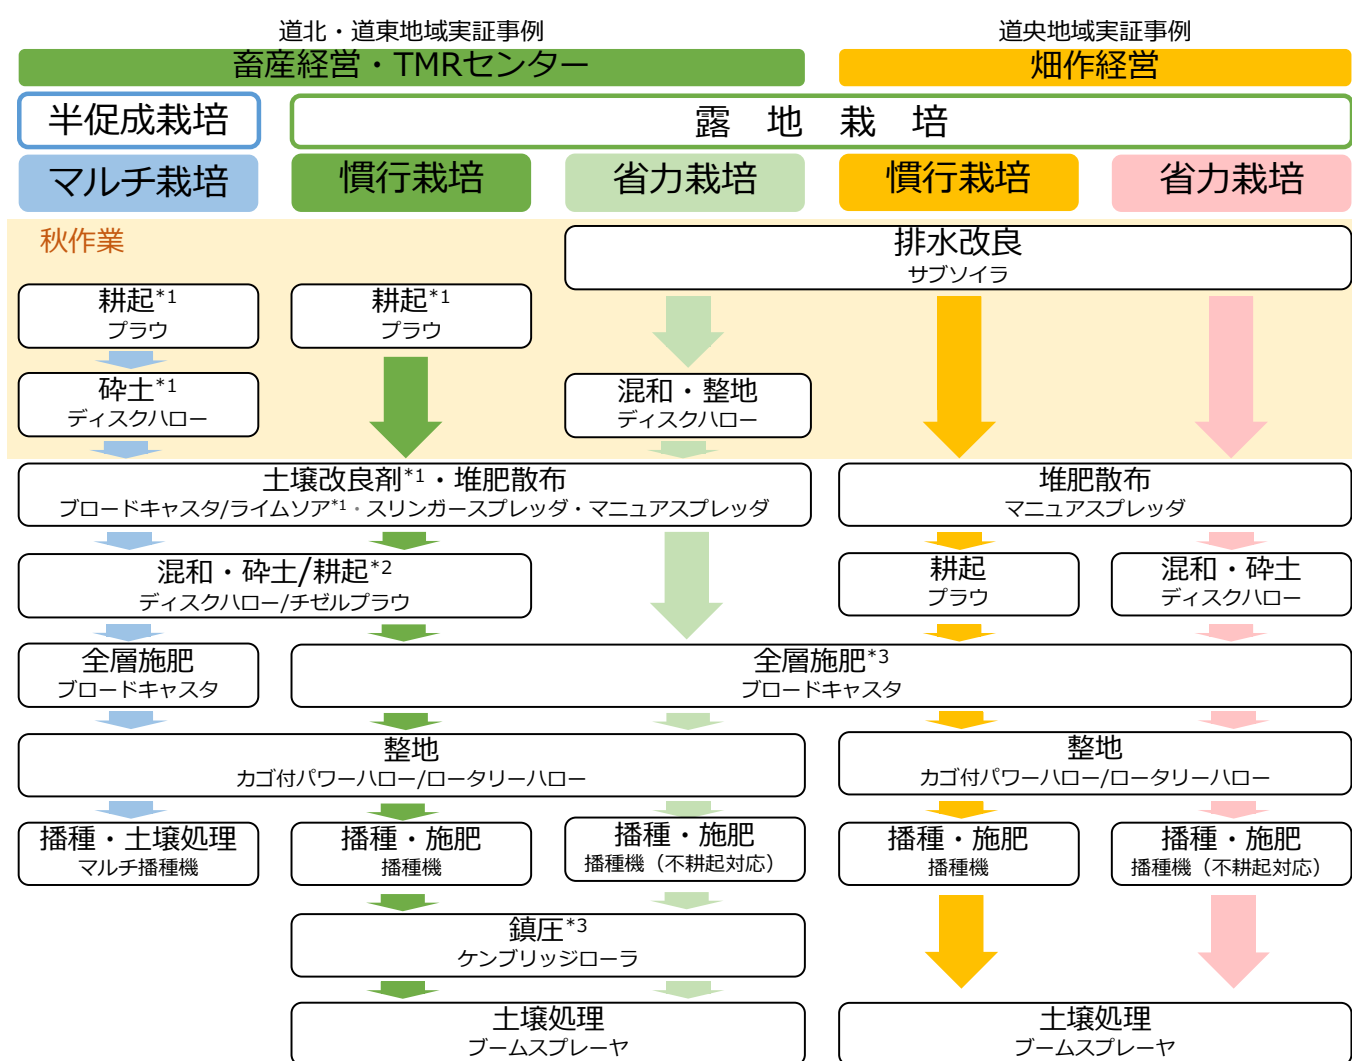 道北・道東地域実証事例
道央地域実証事例
畜産経営・TMRセンター
畑作経営
半促成栽培
露 地 栽 培
マルチ栽培
慣行栽培
省力栽培
慣行栽培
省力栽培
秋作業
排水改良
サブソイラ
耕起*1
プラウ
耕起*1
プラウ
砕土*1
ディスクハロー
混和・整地
ディスクハロー
土壌改良剤*1・堆肥散布
ブロードキャスタ/ライムソア*1・スリンガースプレッダ・マニュアスプレッダ
堆肥散布
マニュアスプレッダ
混和・砕土/耕起*2
ディスクハロー/チゼルプラウ
耕起
プラウ
混和・砕土
ディスクハロー
全層施肥
ブロードキャスタ
全層施肥*3
ブロードキャスタ
整地
カゴ付パワーハロー/ロータリーハロー
整地
カゴ付パワーハロー/ロータリーハロー
播種・土壌処理
マルチ播種機
播種・施肥
播種機
播種・施肥
播種機（不耕起対応）
播種・施肥
播種機
播種・施肥
播種機（不耕起対応）
鎮圧*3
ケンブリッジローラ
土壌処理
ブームスプレーヤ
土壌処理
ブームスプレーヤ